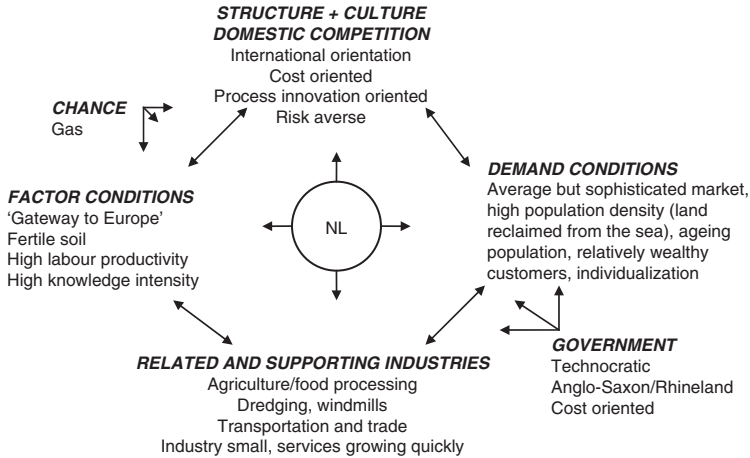 STRUCTURE + CULTURE
DOMESTIC COMPETITION
International orientation
Cost oriented
Process innovation oriented
Risk averse
CHANCE
Gas
FACTOR CONDITIONS
‘Gateway to Europe’
Fertile soil
High labour productivity
High knowledge intensity
NL
DEMAND CONDITIONS
Average but sophisticated market,
high population density (land
reclaimed from the sea), ageing
population, relatively wealthy
customers, individualization
RELATED AND SUPPORTING INDUSTRIES
Agriculture/food processing
Dredging, windmills
Transportation and trade
Industry small, services growing quickly
GOVERNMENT
Technocratic
Anglo-Saxon/Rhineland
Cost oriented